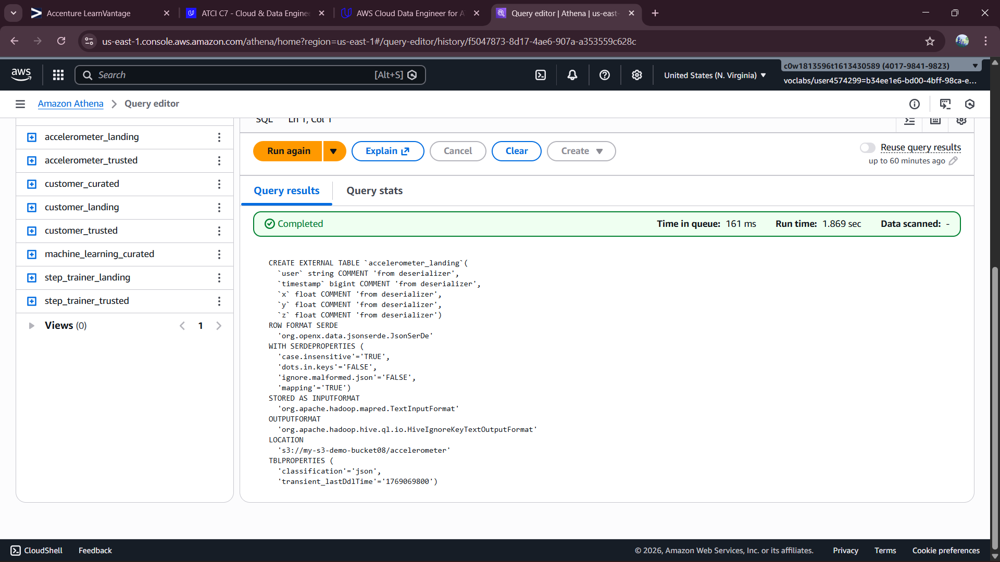 Accenture LearnVantage
ATCI C7 - Cloud & Data Enginee
AWS Cloud Data Engineer for A
Query editor | Athena | us-east-
us-east-1.console.aws.amazon.com/athena/home?region=us-east-1#/query-editor/history/f5047873-8d17-4ae6-907a-a353559c628c
aws
Search
[Alt+S]
United States (N. Virginia)
c0w1813596t1613430589 (4017-9841-9823)
voclabs/user4574299=b34ee1e6-bd00-4bff-98ca-e...
Amazon Athena
Query editor
SQL
Ln 1, Col 1
accelerometer_landing
accelerometer_trusted
customer_curated
customer_landing
customer_trusted
machine_learning_curated
step_trainer_landing
step_trainer_trusted
Views (0)
1
Run again
Explain
Cancel
Clear
Create
Reuse query results
up to 60 minutes ago
Query results
Query stats
Completed
Time in queue: 161 ms
Run time: 1.869 sec
Data scanned: -
CREATE EXTERNAL TABLE `accelerometer_landing`(
`user` string COMMENT 'from deserializer',
`timestamp` bigint COMMENT 'from deserializer',
`x` float COMMENT 'from deserializer',
`y` float COMMENT 'from deserializer',
`z` float COMMENT 'from deserializer')
ROW FORMAT SERDE
'org.openx.data.jsonserde.JsonSerDe'
WITH SERDEPROPERTIES (
'case.insensitive'='TRUE',
'dots.in.keys'='FALSE',
'ignore.malformed.json'='FALSE',
'mapping'='TRUE')
STORED AS INPUTFORMAT
'org.apache.hadoop.mapred.TextInputFormat'
OUTPUTFORMAT
'org.apache.hadoop.hive.ql.io.HiveIgnoreKeyTextOutputFormat'
LOCATION
's3://my-s3-demo-bucket08/accelerometer'
TBLPROPERTIES (
'classification'='json',
'transient_lastDdlTime'='1769069800')
CloudShell
Feedback
© 2026, Amazon Web Services, Inc. or its affiliates.
Privacy
Terms
Cookie preferences